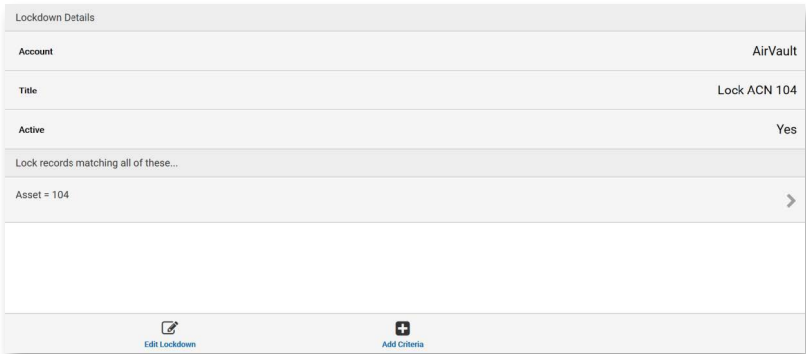 Lockdown Details
Account AirVault
Title Lock ACN 104
Active Yes
Lock records matching all of these...
Asset = 104
Edit Lockdown Add Criteria